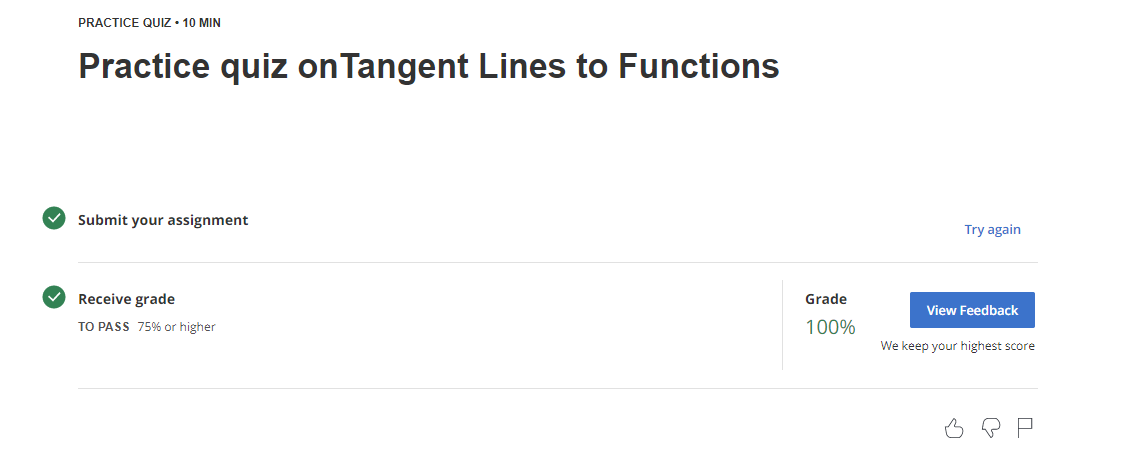 PRACTICE QUIZ • 10 MIN
Practice quiz onTangent Lines to Functions
Submit your assignment
Try again
Receive grade
TO PASS 75% or higher
Grade
100%
View Feedback
We keep your highest score